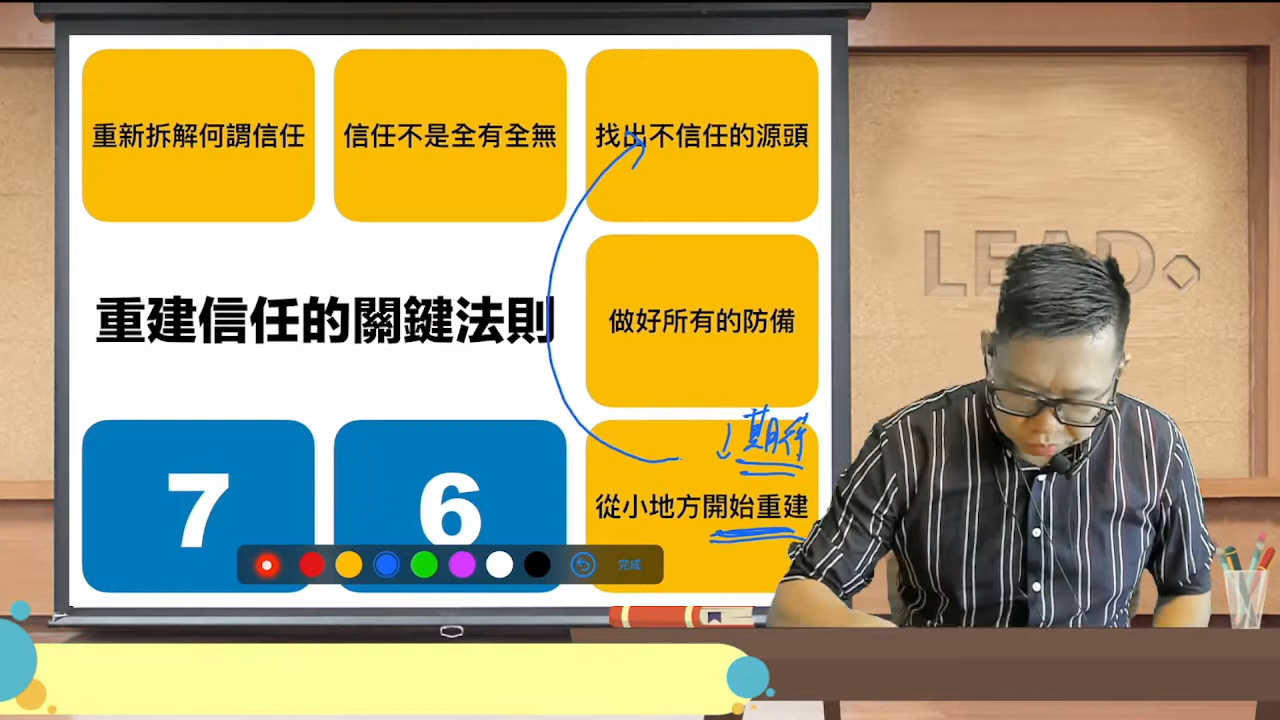 重新拆解何謂信任
信任不是全有全無
找出不信任的源頭
重建信任的關鍵法則
做好所有的防備
期待
從小地方開始重建
7
6
完成
LEAD